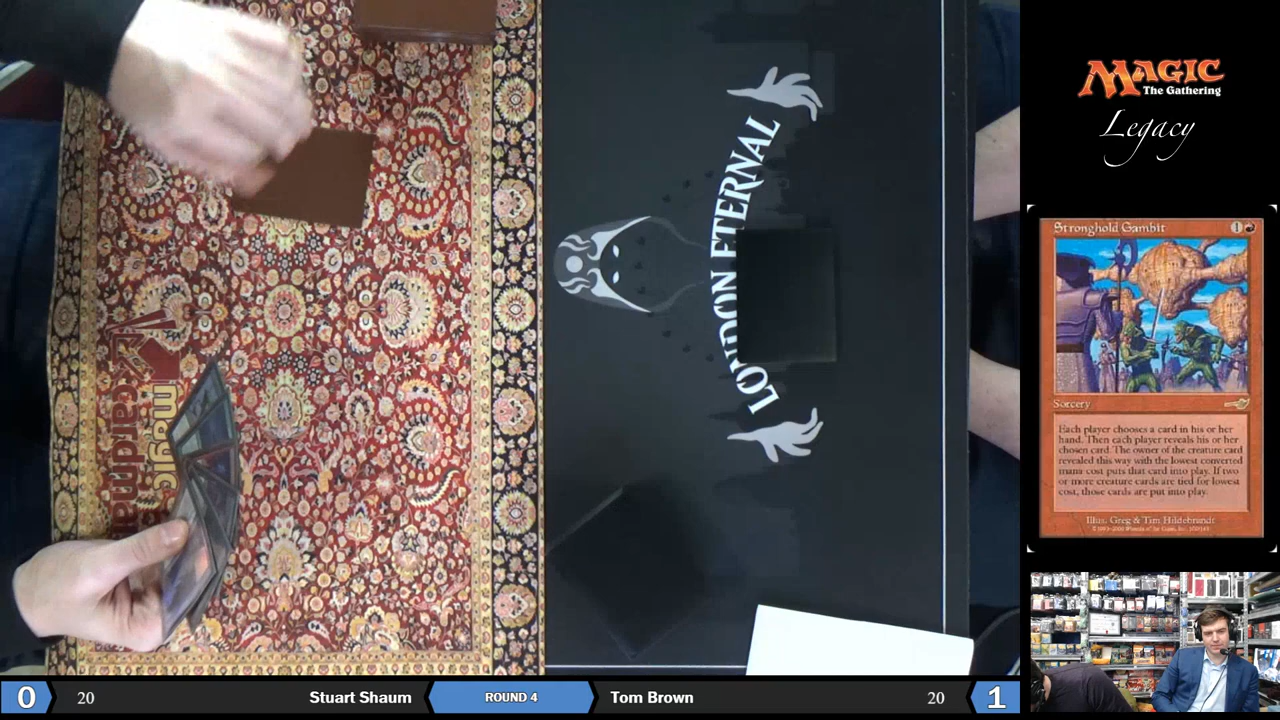 LONDON ETERNAL
magic
cardmar
MAGIC
The Gathering
Legacy
Stronghold Gambit
1
Sorcery
Each player chooses a card in his or her
hand. Then each player reveals his or her
chosen card. The owner of the creature card
revealed this way with the lowest converted
mana cost puts that card into play. If two
or more creature cards are tied for lowest
cost, those cards are put into play.
Illus. Greg & Tim Hildebrandt
0
20
Stuart Shaum
ROUND 4
Tom Brown
20
1